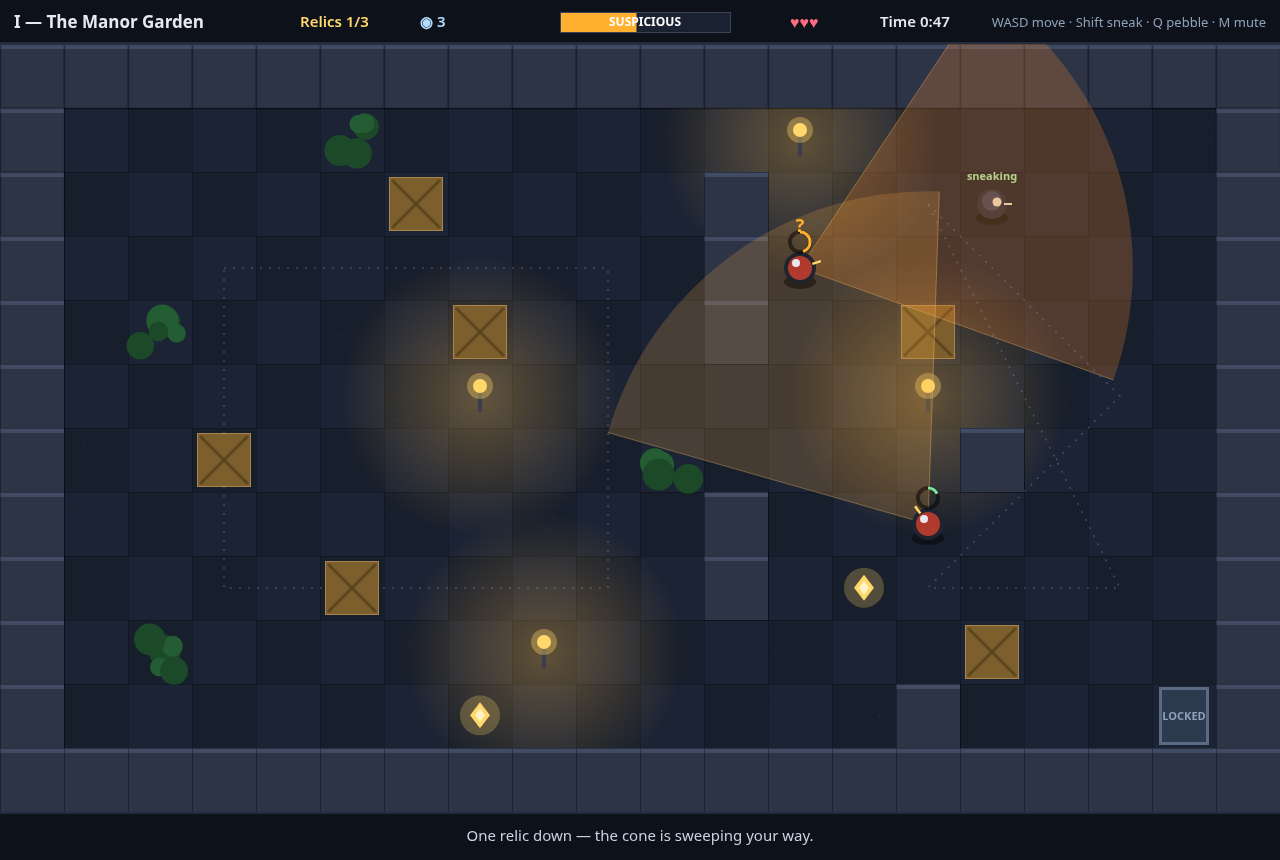 I — The Manor Garden Relics 1/3 ◉ 3 SUSPICIOUS ♥♥♥ Time 0:47 WASD move · Shift sneak · Q pebble · M mute
sneaking
?
LOCKED
One relic down — the cone is sweeping your way.